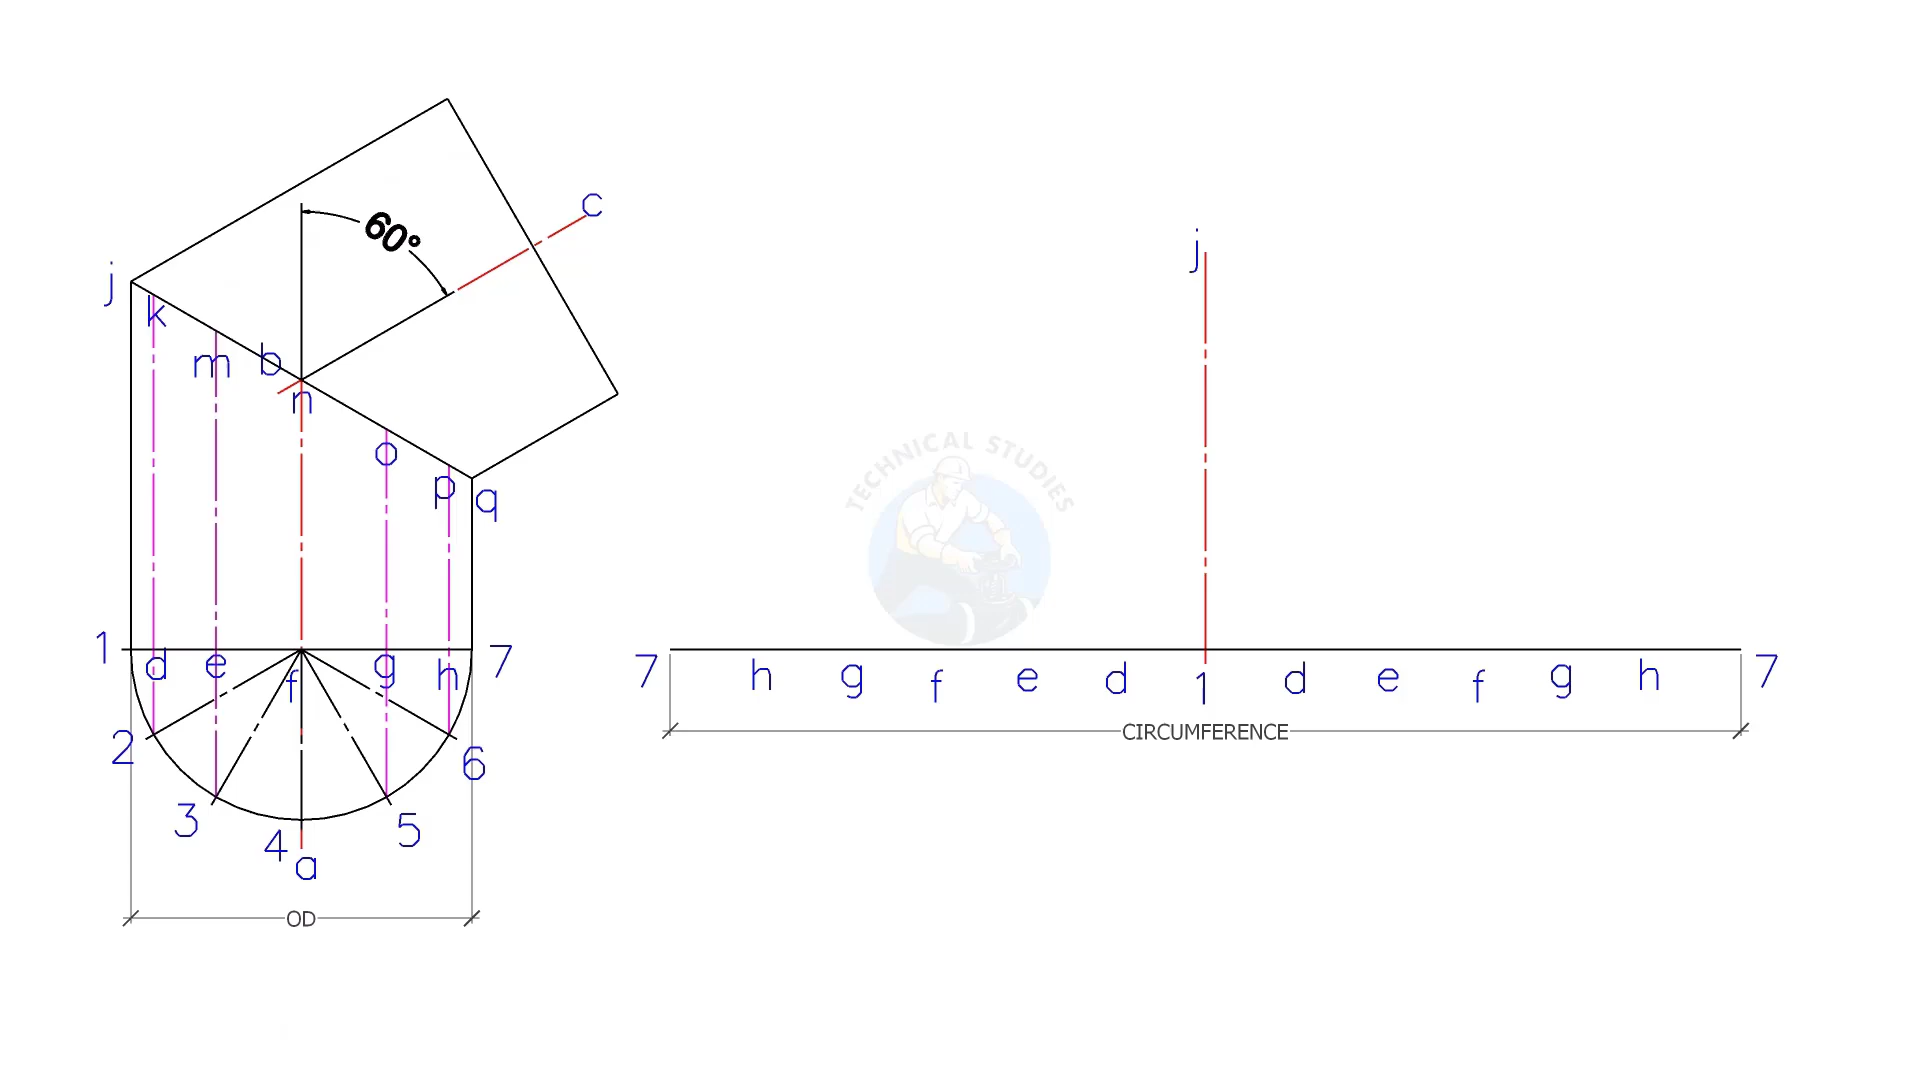 c
60°
j
k
m b
n
o
p q
1 d e f g h 7
2 6
3 5
4
a
OD
j
TECHNICAL STUDIES
7 h g f e d 1 d e f g h 7
CIRCUMFERENCE